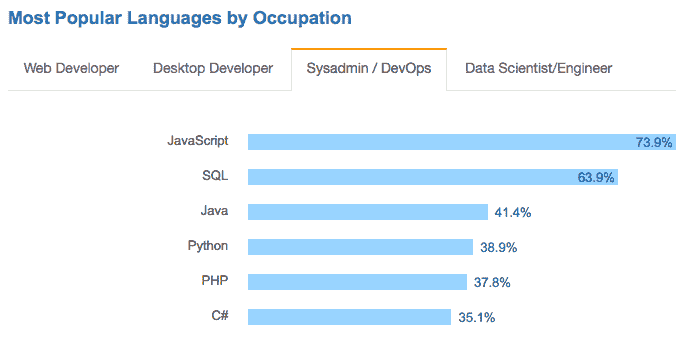 Most Popular Languages by Occupation
Web Developer Desktop Developer Sysadmin / DevOps Data Scientist/Engineer
JavaScript 73.9%
SQL 63.9%
Java 41.4%
Python 38.9%
PHP 37.8%
C# 35.1%